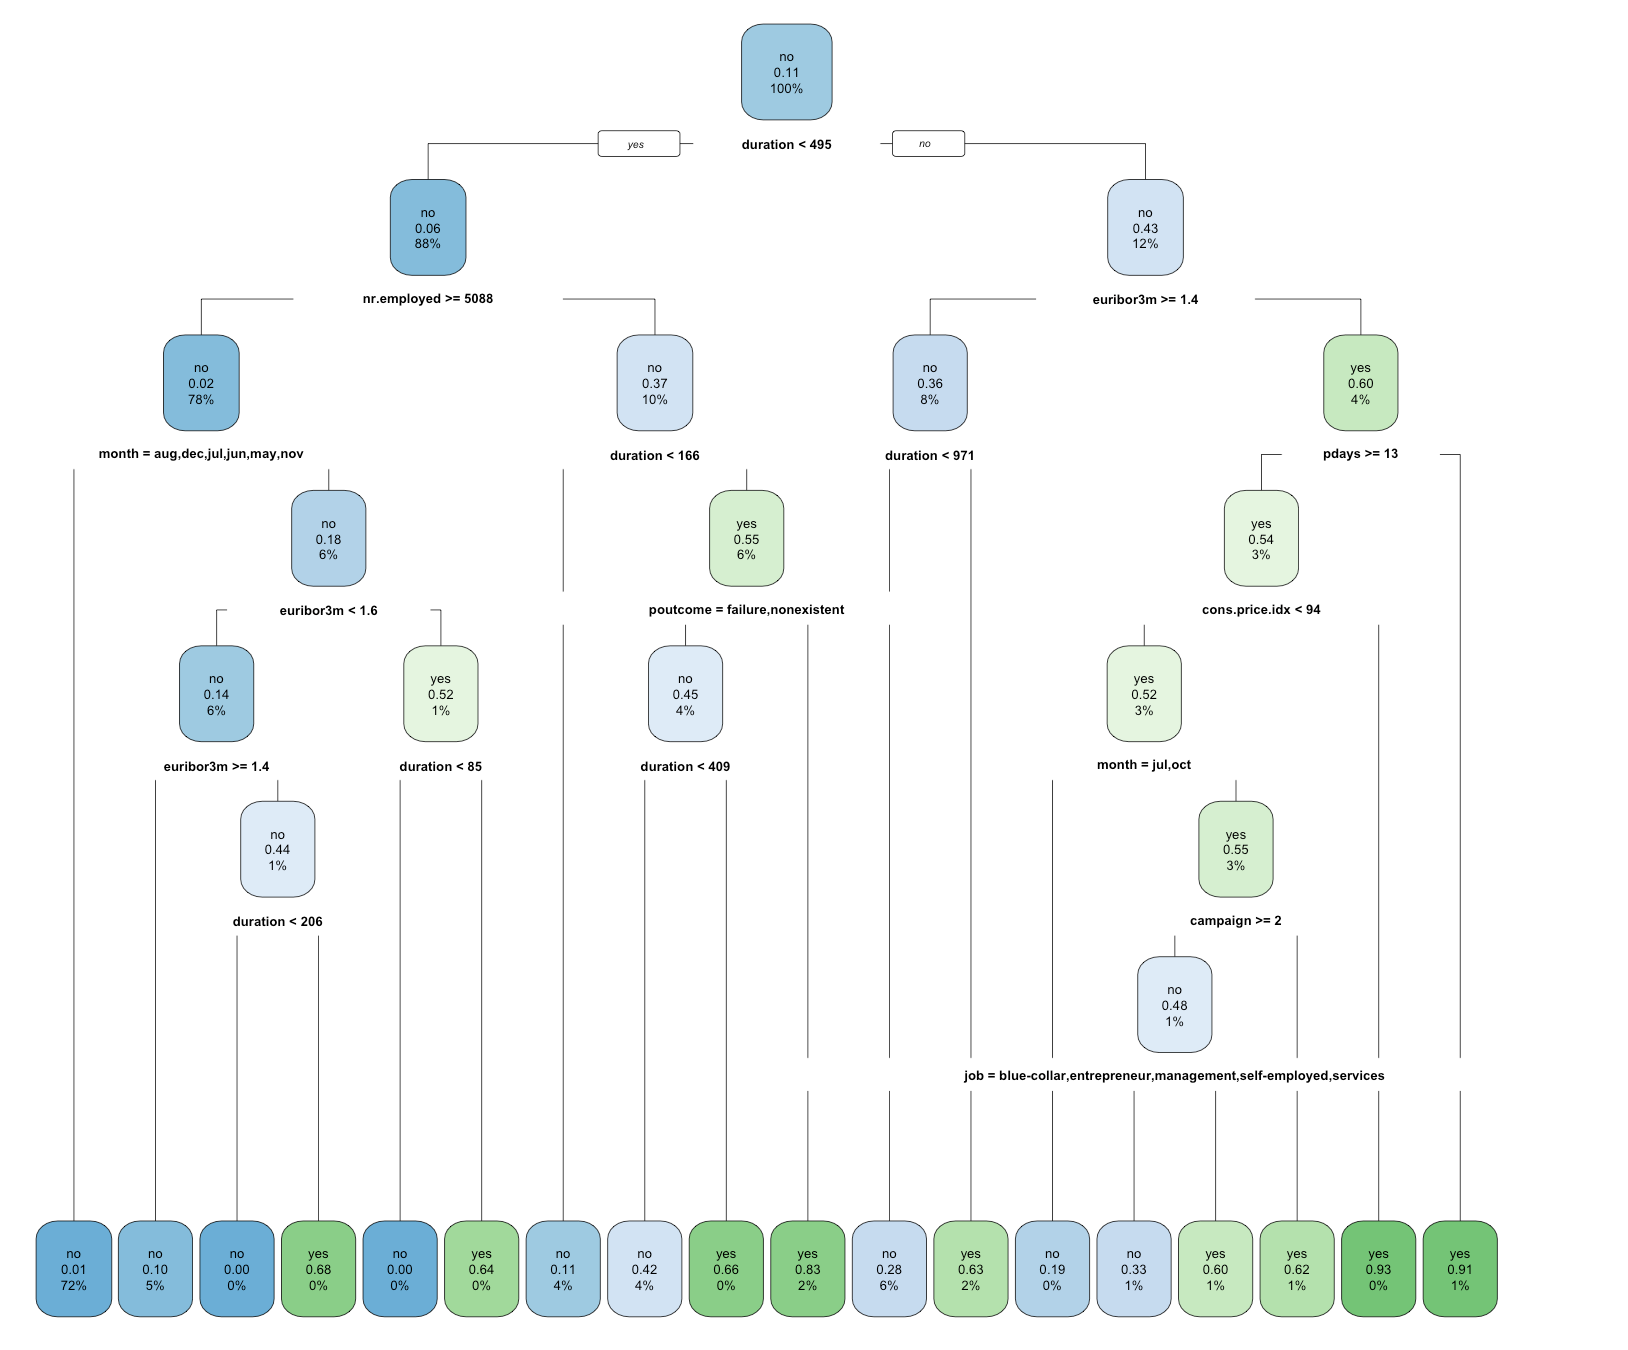 no
0.11
100%
yes
duration < 495
no
no
0.06
88%
no
0.43
12%
nr.employed >= 5088
euribor3m >= 1.4
no
0.02
78%
no
0.37
10%
no
0.36
8%
yes
0.60
4%
month = aug,dec,jul,jun,may,nov
duration < 166
duration < 971
pdays >= 13
no
0.18
6%
yes
0.55
6%
yes
0.54
3%
euribor3m < 1.6
poutcome = failure,nonexistent
cons.price.idx < 94
no
0.14
6%
yes
0.52
1%
no
0.45
4%
yes
0.52
3%
euribor3m >= 1.4
duration < 85
duration < 409
month = jul,oct
no
0.44
1%
yes
0.55
3%
duration < 206
campaign >= 2
no
0.48
1%
job = blue-collar,entrepreneur,management,self-employed,services
no
0.01
72%
no
0.10
5%
no
0.00
0%
yes
0.68
0%
no
0.00
0%
yes
0.64
0%
no
0.11
4%
no
0.42
4%
yes
0.66
0%
yes
0.83
2%
no
0.28
6%
yes
0.63
2%
no
0.19
0%
no
0.33
1%
yes
0.60
1%
yes
0.62
1%
yes
0.93
0%
yes
0.91
1%